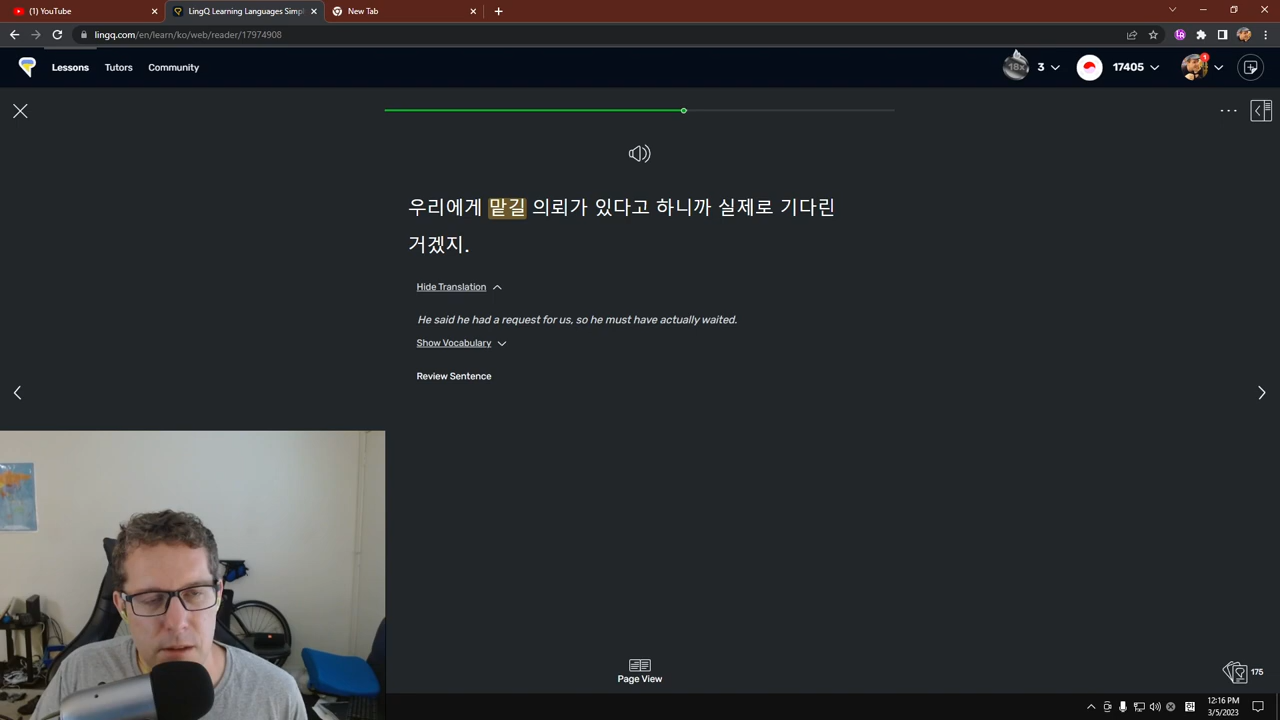 (1) YouTube
LingQ Learning Languages Simpl
New Tab
lingq.com/en/learn/ko/web/reader/17974908
Lessons
Tutors
Community
18x
3
17405
1
우리에게 맡길 의뢰가 있다고 하니까 실제로 기다린
거겠지.
Hide Translation
He said he had a request for us, so he must have actually waited.
Show Vocabulary
Review Sentence
Page View
175
12:16 PM
3/5/2023